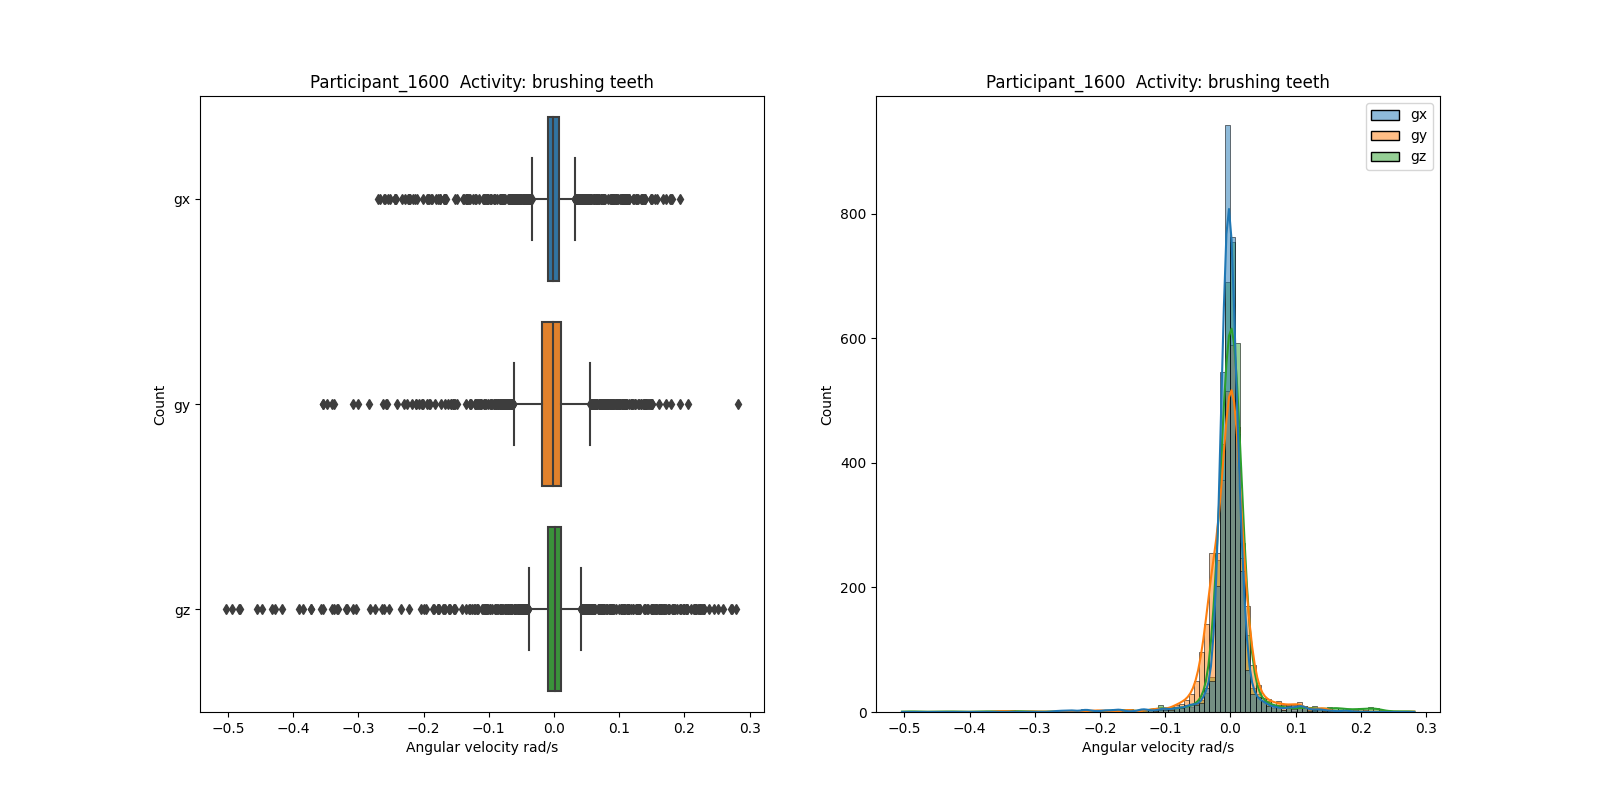 Participant_1600  Activity: brushing teeth
gx
gy
gz
Count
−0.5 −0.4 −0.3 −0.2 −0.1 0.0 0.1 0.2 0.3
Angular velocity rad/s
Participant_1600  Activity: brushing teeth
gx
gy
gz
800
600
400
200
0
Count
−0.5 −0.4 −0.3 −0.2 −0.1 0.0 0.1 0.2 0.3
Angular velocity rad/s